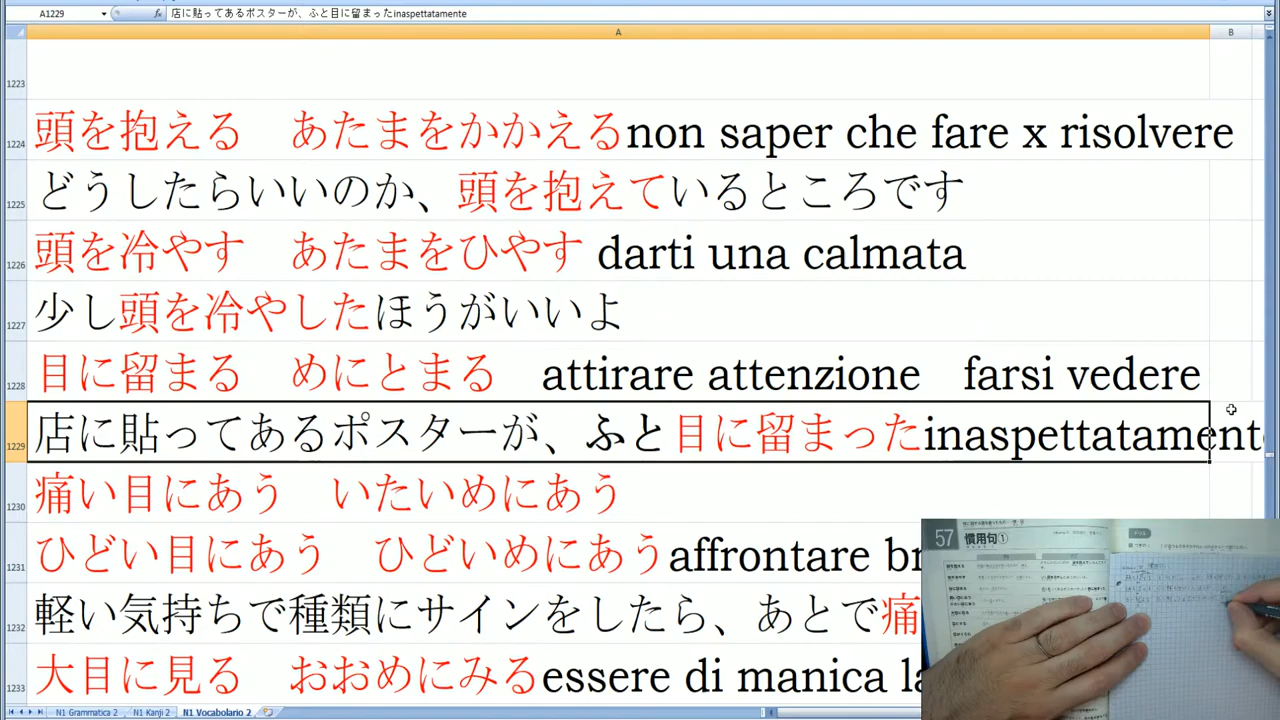 A1229
店に貼ってあるポスターが、ふと目に留まったinaspettatamente
A
B
1223
1224
頭を抱える　あたまをかかえるnon saper che fare x risolvere
1225
どうしたらいいのか、頭を抱えているところです
1226
頭を冷やす　あたまをひやす darti una calmata
1227
少し頭を冷やしたほうがいいよ
1228
目に留まる　めにとまる　attirare attenzione　farsi vedere
1229
店に貼ってあるポスターが、ふと目に留まったinaspettatamente
1230
痛い目にあう　いたいめにあう
1231
ひどい目にあう　ひどいめにあうaffrontare br
1232
軽い気持ちで種類にサインをしたら、あとで痛
1233
大目に見る　おおめにみるessere di manica la
57
慣用句①
N1 Grammatica 2
N1 Kanji 2
N1 Vocabolario 2